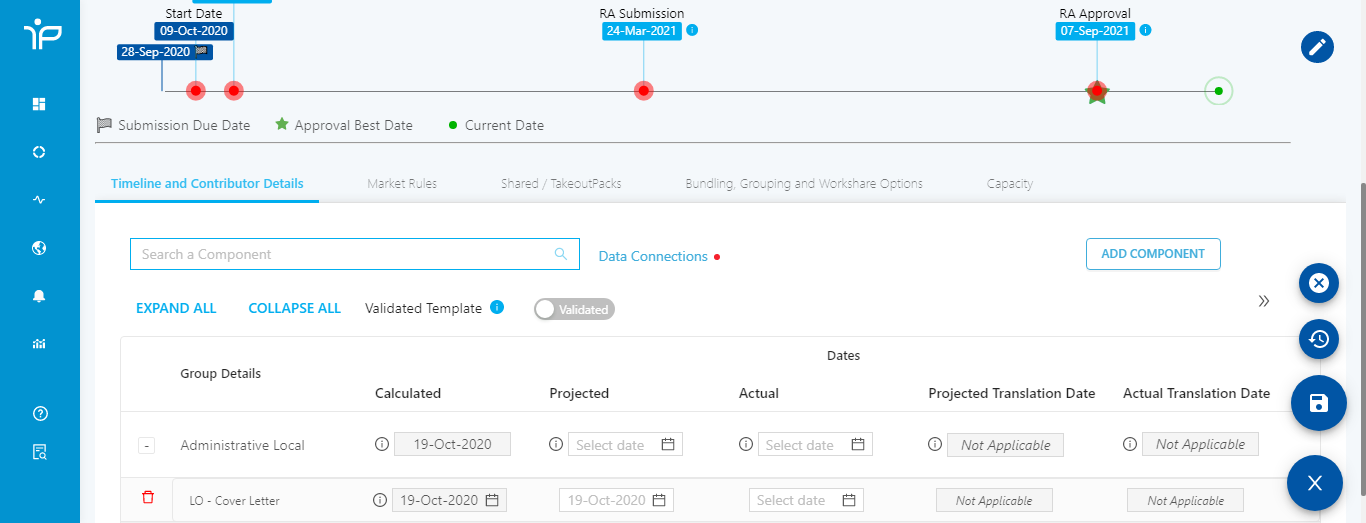 Start Date
RA Submission
RA Approval
09-Oct-2020
24-Mar-2021
07-Sep-2021
28-Sep-2020
Submission Due Date
Approval Best Date
Current Date
Timeline and Contributor Details
Market Rules
Shared / TakeoutPacks
Bundling, Grouping and Workshare Options
Capacity
Search a Component
Data Connections
ADD COMPONENT
EXPAND ALL
COLLAPSE ALL
Validated Template
Validated
Dates
Group Details
Calculated
Projected
Actual
Projected Translation Date
Actual Translation Date
Administrative Local
19-Oct-2020
Select date
Select date
Not Applicable
Not Applicable
LO - Cover Letter
19-Oct-2020
19-Oct-2020
Select date
Not Applicable
Not Applicable